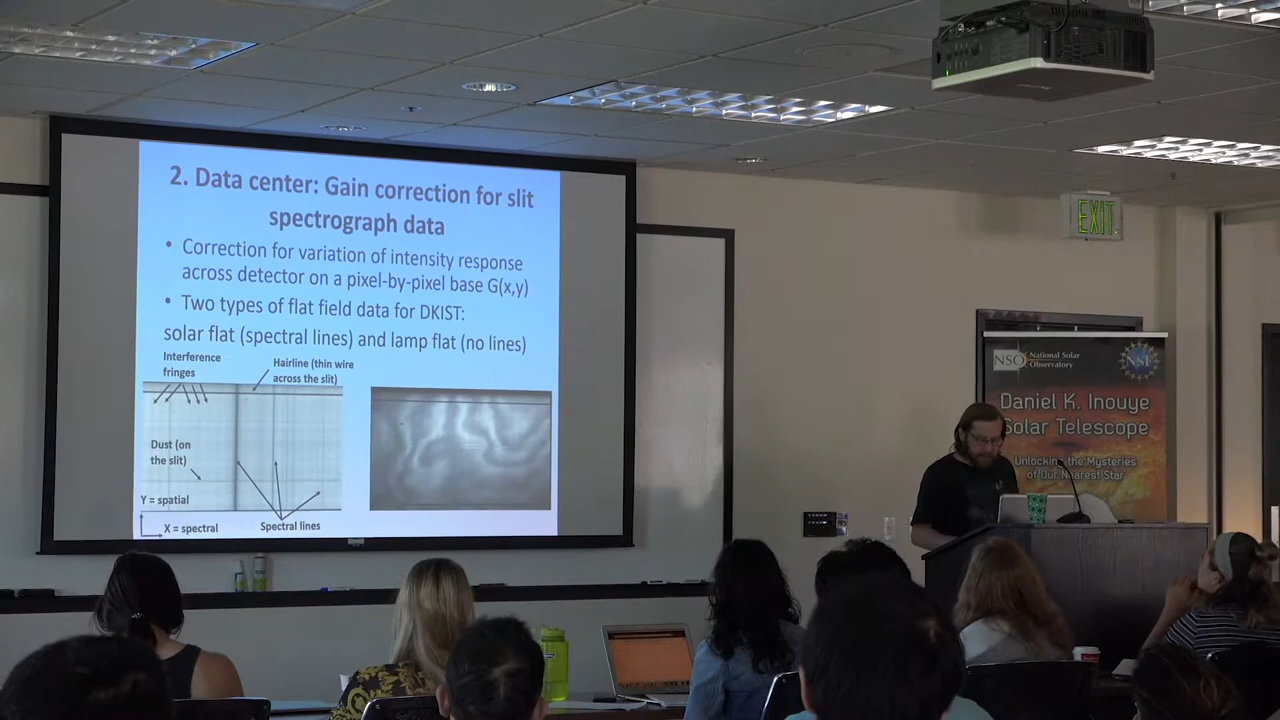 2. Data center: Gain correction for slit
spectrograph data
• Correction for variation of intensity response
across detector on a pixel-by-pixel base G(x,y)
• Two types of flat field data for DKIST:
solar flat (spectral lines) and lamp flat (no lines)
Interference
fringes
Hairline (thin wire
across the slit)
Dust (on
the slit)
Y = spatial
X = spectral
Spectral lines
EXIT
NSO National Solar
Observatory
NSF
Daniel K. Inouye
Solar Telescope
Unlocking the Mysteries
of Our Nearest Star